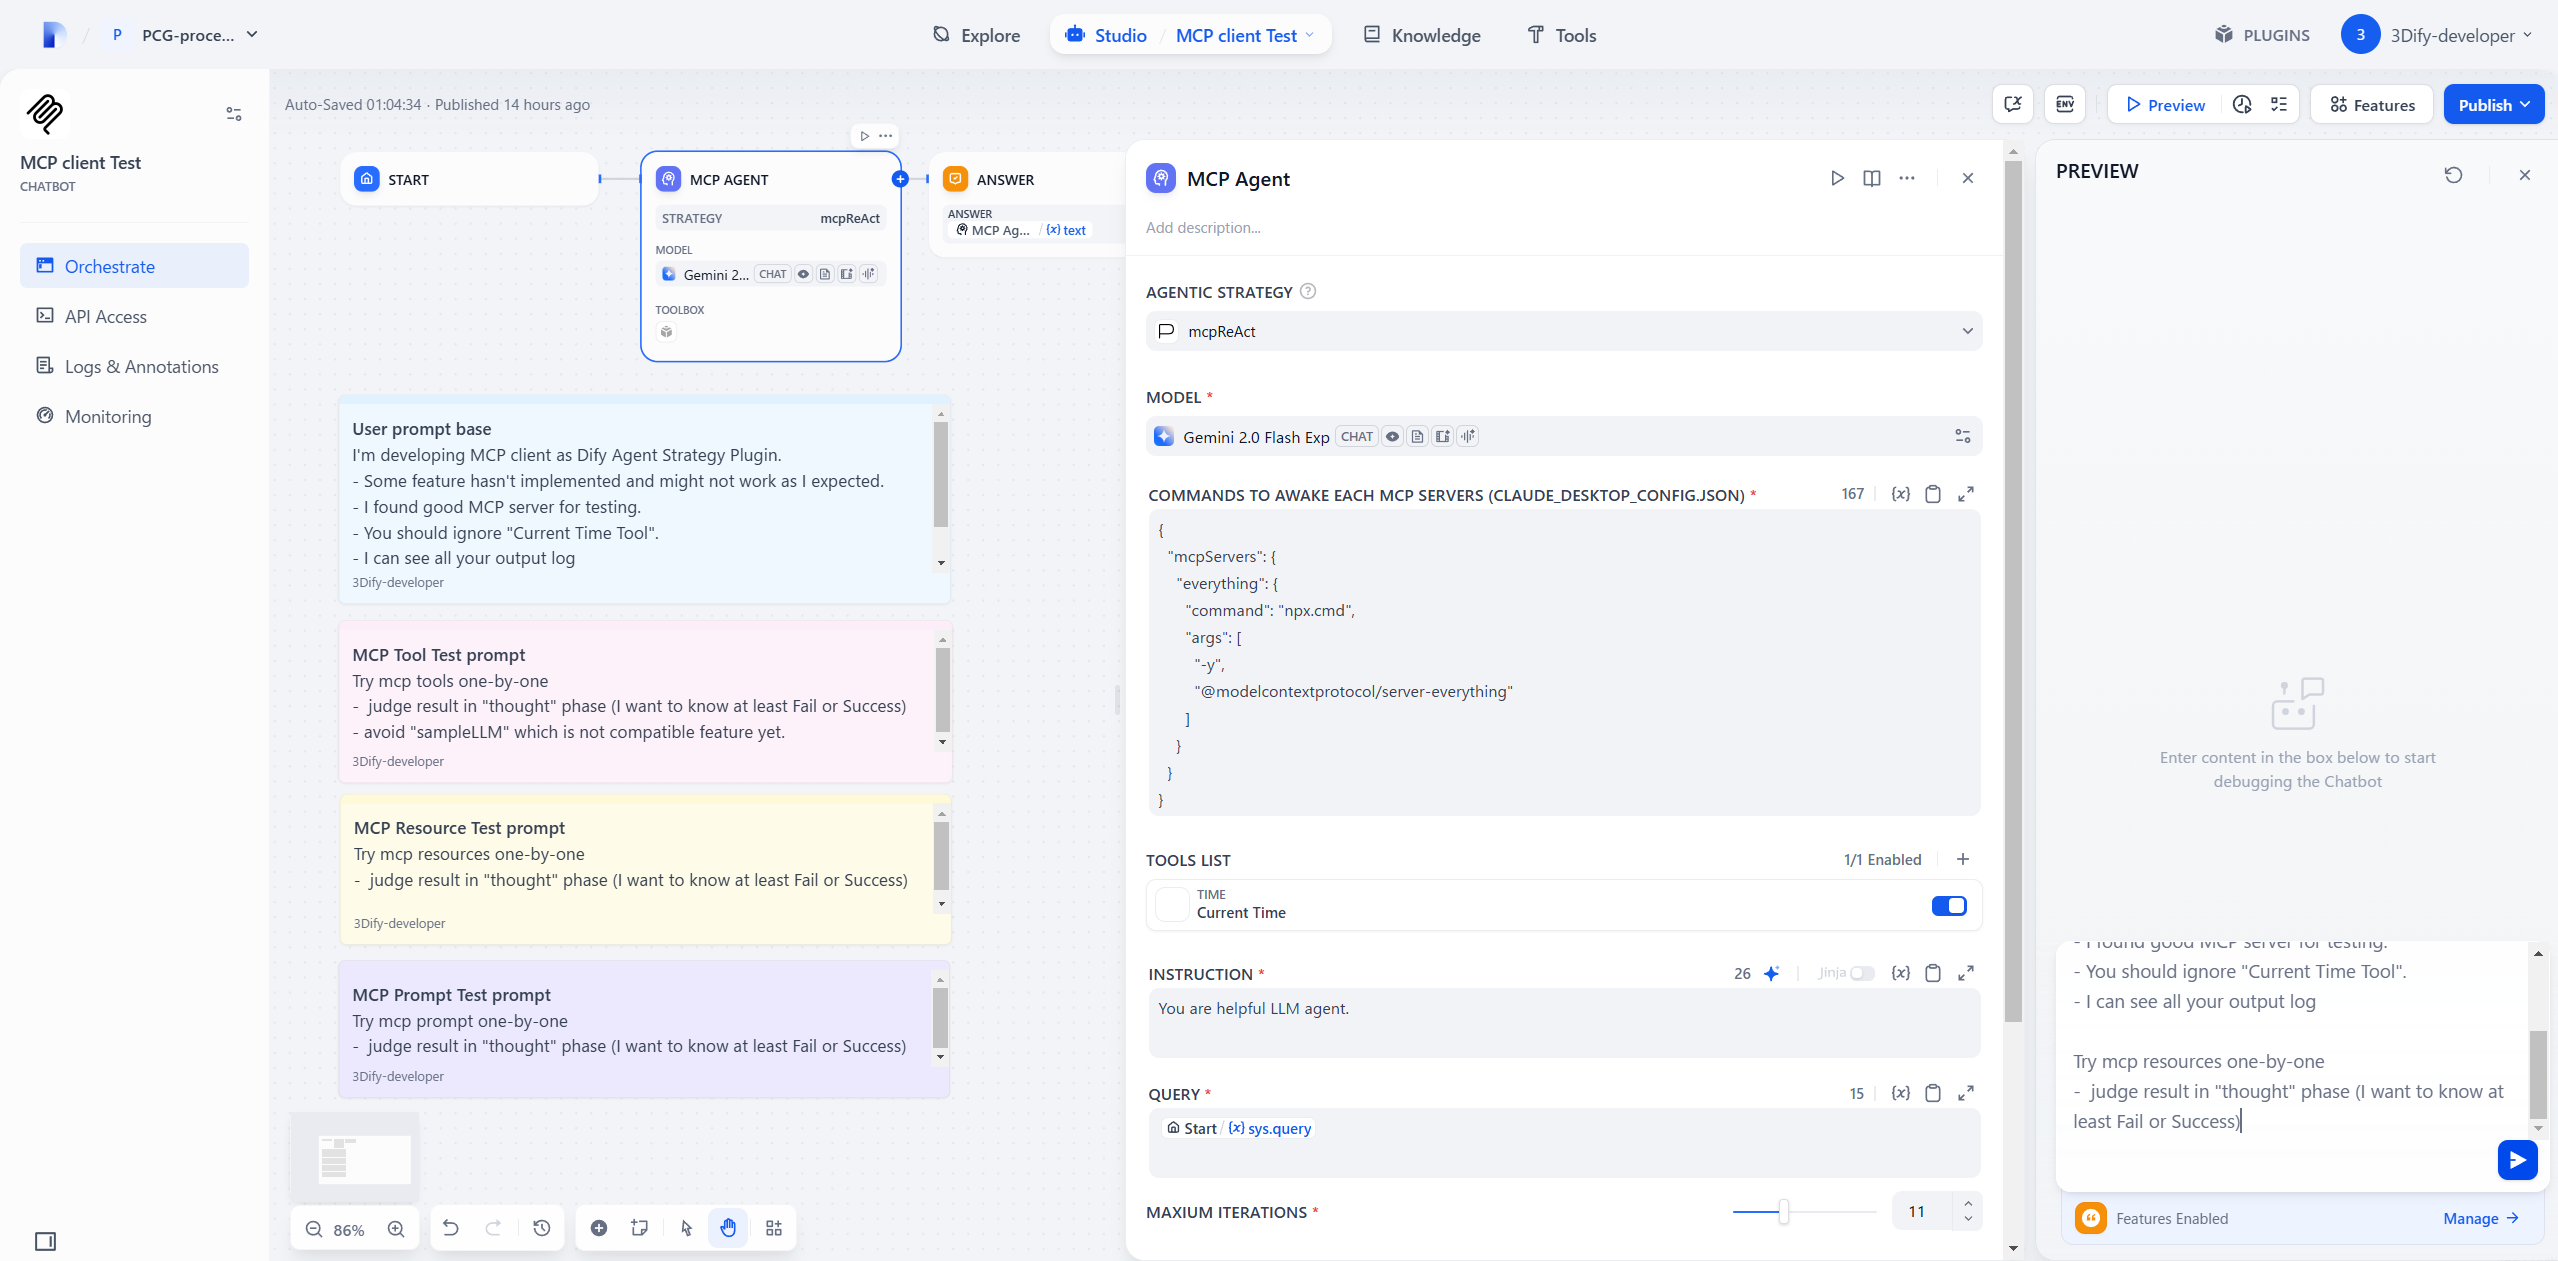 P PCG-proce...
Explore
Studio / MCP client Test
Knowledge
Tools
PLUGINS
3 3Dify-developer
MCP client Test
CHATBOT
Orchestrate
API Access
Logs & Annotations
Monitoring
Auto-Saved 01:04:34 · Published 14 hours ago
ENV
Preview
Features
Publish
START
MCP AGENT
STRATEGY mcpReAct
MODEL
Gemini 2... CHAT
TOOLBOX
ANSWER
ANSWER
MCP Ag... / {x} text
User prompt base
I'm developing MCP client as Dify Agent Strategy Plugin.
- Some feature hasn't implemented and might not work as I expected.
- I found good MCP server for testing.
- You should ignore "Current Time Tool".
- I can see all your output log
3Dify-developer
MCP Tool Test prompt
Try mcp tools one-by-one
- judge result in "thought" phase (I want to know at least Fail or Success)
- avoid "sampleLLM" which is not compatible feature yet.
3Dify-developer
MCP Resource Test prompt
Try mcp resources one-by-one
- judge result in "thought" phase (I want to know at least Fail or Success)
3Dify-developer
MCP Prompt Test prompt
Try mcp prompt one-by-one
- judge result in "thought" phase (I want to know at least Fail or Success)
3Dify-developer
86%
MCP Agent
Add description...
AGENTIC STRATEGY
mcpReAct
MODEL *
Gemini 2.0 Flash Exp CHAT
COMMANDS TO AWAKE EACH MCP SERVERS (CLAUDE_DESKTOP_CONFIG.JSON) * 167 {x}
{
"mcpServers": {
"everything": {
"command": "npx.cmd",
"args": [
"-y",
"@modelcontextprotocol/server-everything"
]
}
}
}
TOOLS LIST 1/1 Enabled
TIME
Current Time
INSTRUCTION * 26 Jinja {x}
You are helpful LLM agent.
QUERY * 15 {x}
Start / {x} sys.query
MAXIUM ITERATIONS * 11
PREVIEW
Enter content in the box below to start
debugging the Chatbot
- I found good MCP server for testing.
- You should ignore "Current Time Tool".
- I can see all your output log
Try mcp resources one-by-one
- judge result in "thought" phase (I want to know at
least Fail or Success)
Features Enabled
Manage